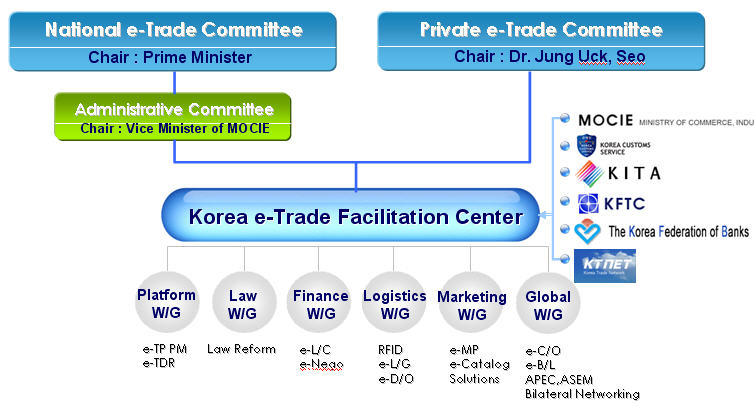 National e-Trade Committee
Chair : Prime Minister
Private e-Trade Committee
Chair : Dr. Jung Uck, Seo
Administrative Committee
Chair : Vice Minister of MOCIE
MOCIE MINISTRY OF COMMERCE, INDU
KOREA CUSTOMS
SERVICE
KITA
KFTC
The Korea Federation of Banks
KTNET
Korea Trade Network
Korea e-Trade Facilitation Center
Platform
W/G
Law
W/G
Finance
W/G
Logistics
W/G
Marketing
W/G
Global
W/G
e-TP PM
e-TDR
Law Reform
e-L/C
e-Nego
RFID
e-L/G
e-D/O
e-MP
e-Catalog
Solutions
e-C/O
e-B/L
APEC,ASEM
Bilateral Networking